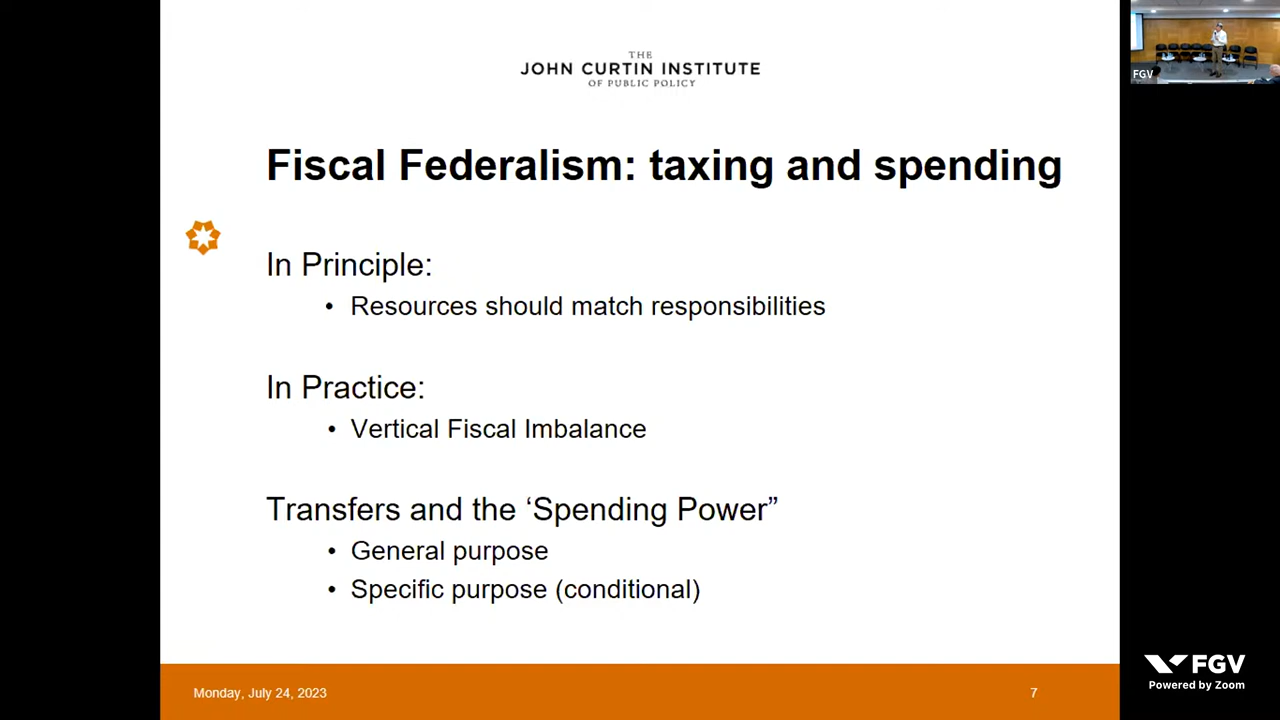 THE
JOHN CURTIN INSTITUTE
OF PUBLIC POLICY
Fiscal Federalism: taxing and spending
In Principle:
• Resources should match responsibilities
In Practice:
• Vertical Fiscal Imbalance
Transfers and the ‘Spending Power”
• General purpose
• Specific purpose (conditional)
Monday, July 24, 2023
7
FGV
FGV
Powered by Zoom